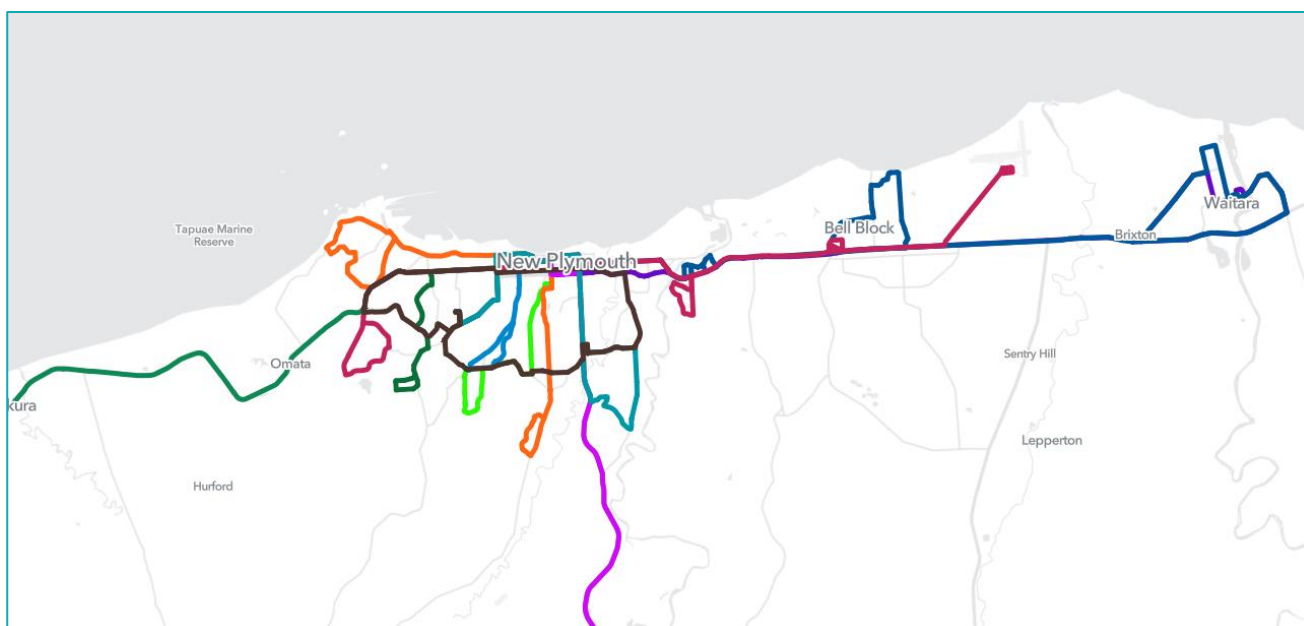 Tapuae Marine
Reserve
Waitara
Bell Block
Brixton
New Plymouth
Sentry Hill
Omata
kura
Lepperton
Hurford